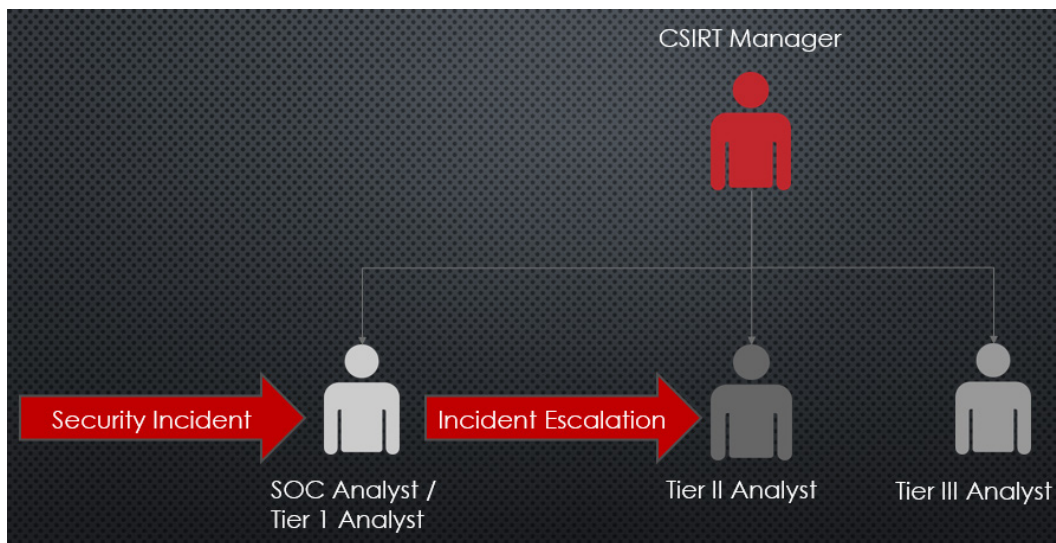 CSIRT Manager
Security Incident
Incident Escalation
SOC Analyst /
Tier 1 Analyst
Tier II Analyst
Tier III Analyst